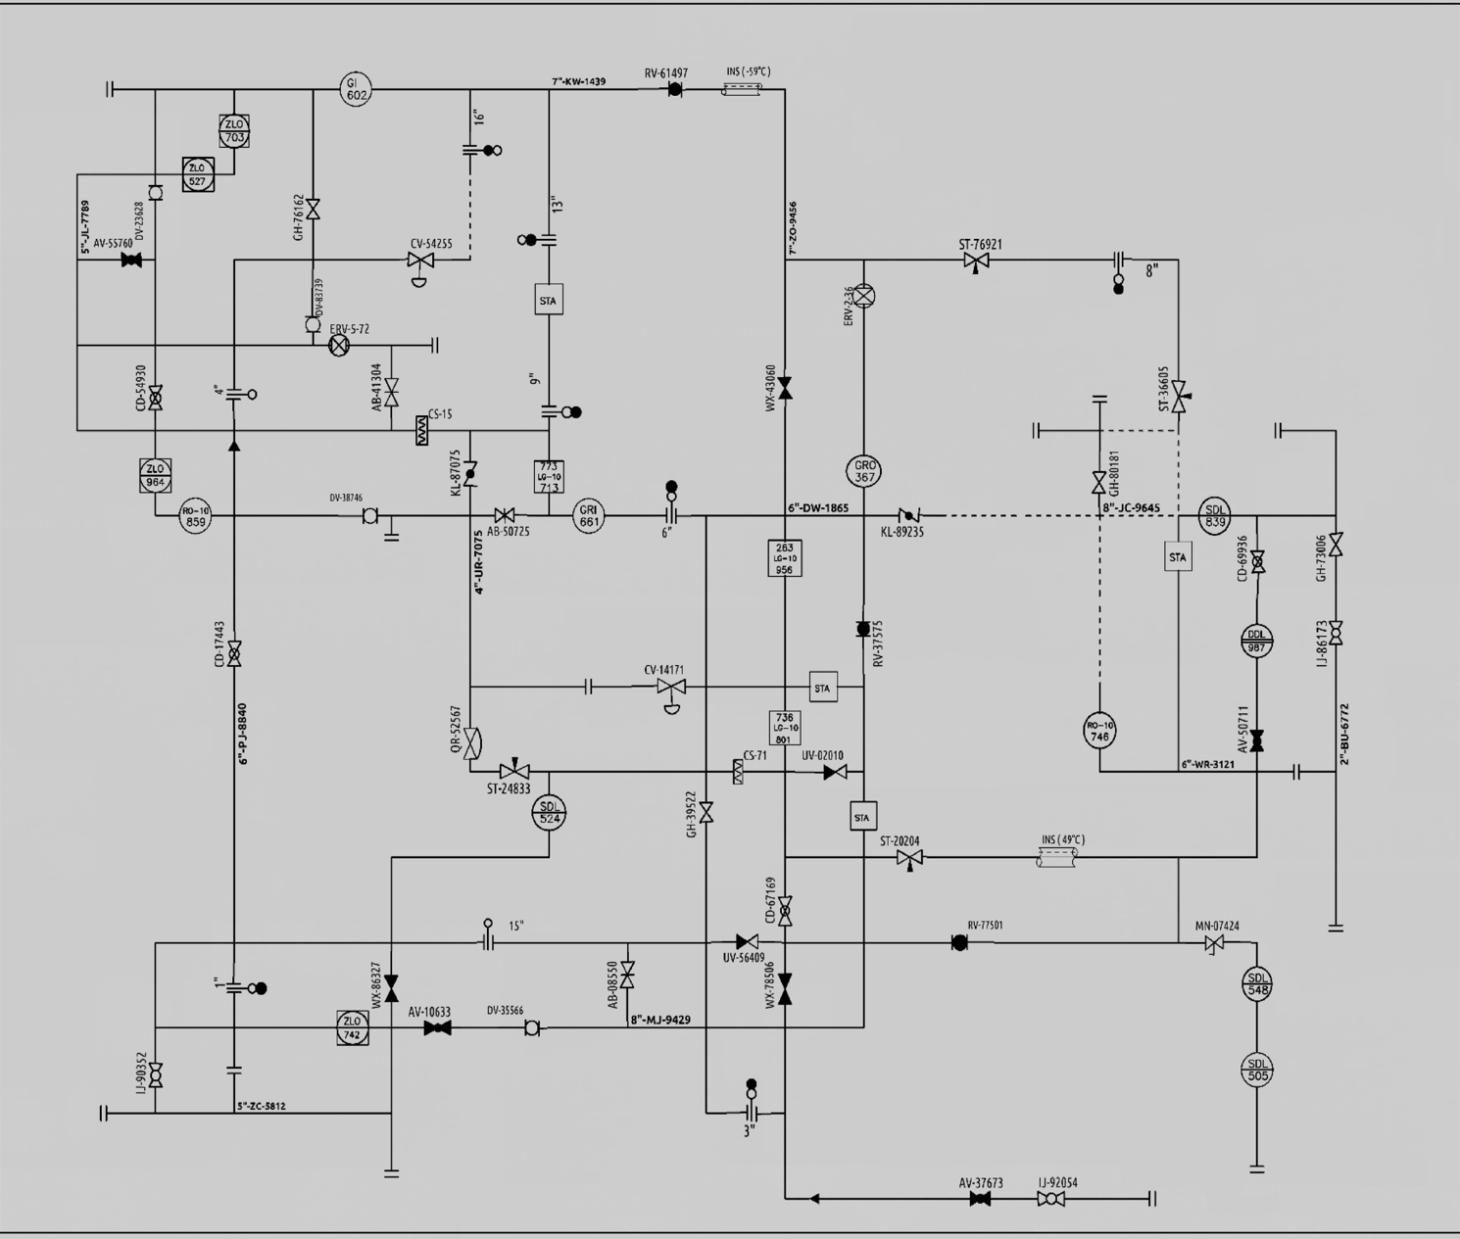 RV-61497
INS (-59°C)
7"-KW-1439
GI
602
16"
ZLO
703
ZLO
527
5"-JL-7789
DV-23628
GH-76162
13"
7"-ZO-9456
AV-55760
CV-54255
ST-76921
8"
DV-83739
ERV-2-36
STA
ERV-5-72
CD-54930
4"
AB-41304
9"
WX-43060
ST-36605
CS-15
ZLO
964
KL-87075
773
LG-10
713
GRO
367
GH-80181
DV-38746
RO-10
859
AB-50725
GRI
661
6"
6"-DW-1865
KL-89235
8"-JC-9645
SDL
839
4"-UR-7075
263
LG-10
956
STA
CD-69936
GH-73006
CD-17443
RV-37575
DDL
987
IJ-86173
CV-14171
STA
6"-PJ-8840
QR-52567
736
LG-10
801
RO-10
746
AV-50711
2"-BU-6772
CS-71
UV-02010
6"-WR-3121
ST-24833
SDL
524
GH-39522
STA
ST-20204
INS ( 49°C)
CD-67169
15"
RV-77501
MN-07424
UV-56409
1"
WX-86327
AB-08550
WX-78506
SDL
548
AV-10633
DV-35566
ZLO
742
8"-MJ-9429
IJ-90352
SDL
505
5"-ZC-5812
3"
AV-37673
IJ-92054